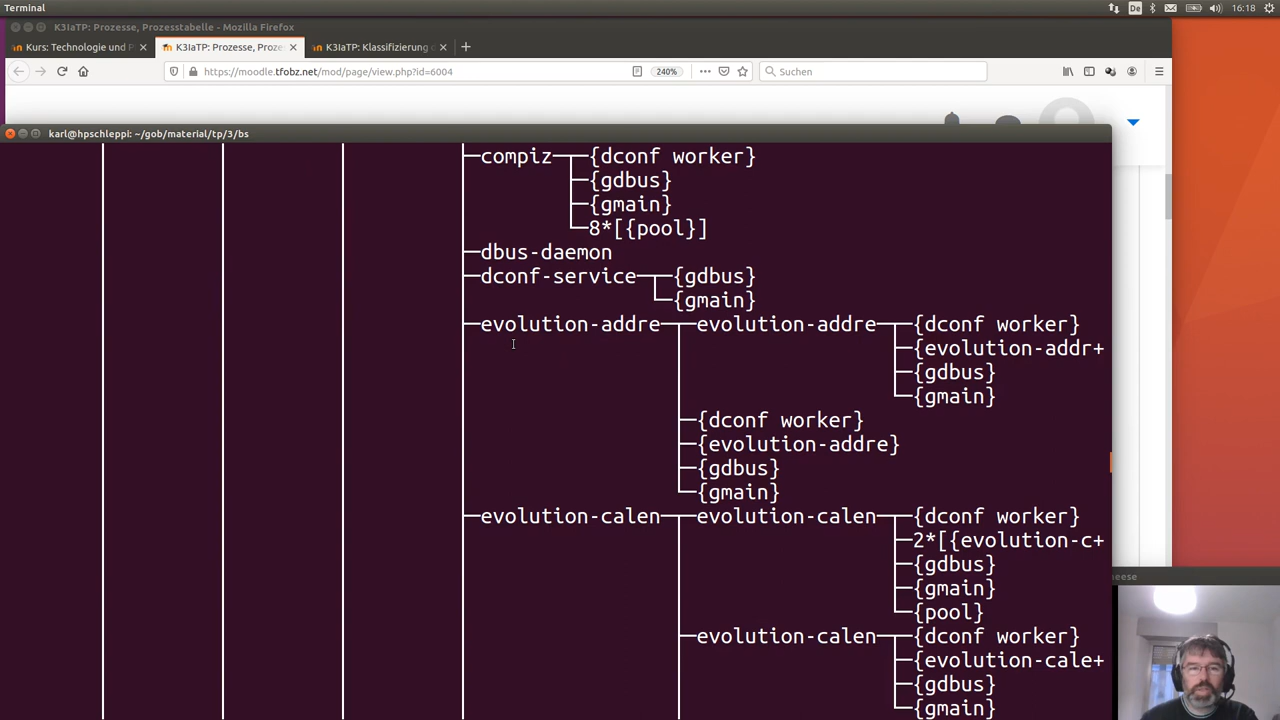 Terminal
De
16:18
K3IaTP: Prozesse, Prozesstabelle - Mozilla Firefox
Kurs: Technologie und P
K3IaTP: Prozesse, Proze
K3IaTP: Klassifizierung
https://moodle.tfobz.net/mod/page/view.php?id=6004
240%
Suchen
karl@hpschleppi: ~/gob/material/tp/3/bs
compiz {dconf worker}
{gdbus}
{gmain}
8*[{pool}]
dbus-daemon
dconf-service {gdbus}
{gmain}
evolution-addre evolution-addre {dconf worker}
{evolution-addr+
{gdbus}
{gmain}
{dconf worker}
{evolution-addre}
{gdbus}
{gmain}
evolution-calen evolution-calen {dconf worker}
2*[{evolution-c+
{gdbus}
{gmain}
{pool}
evolution-calen {dconf worker}
{evolution-cale+
{gdbus}
{gmain}
eese